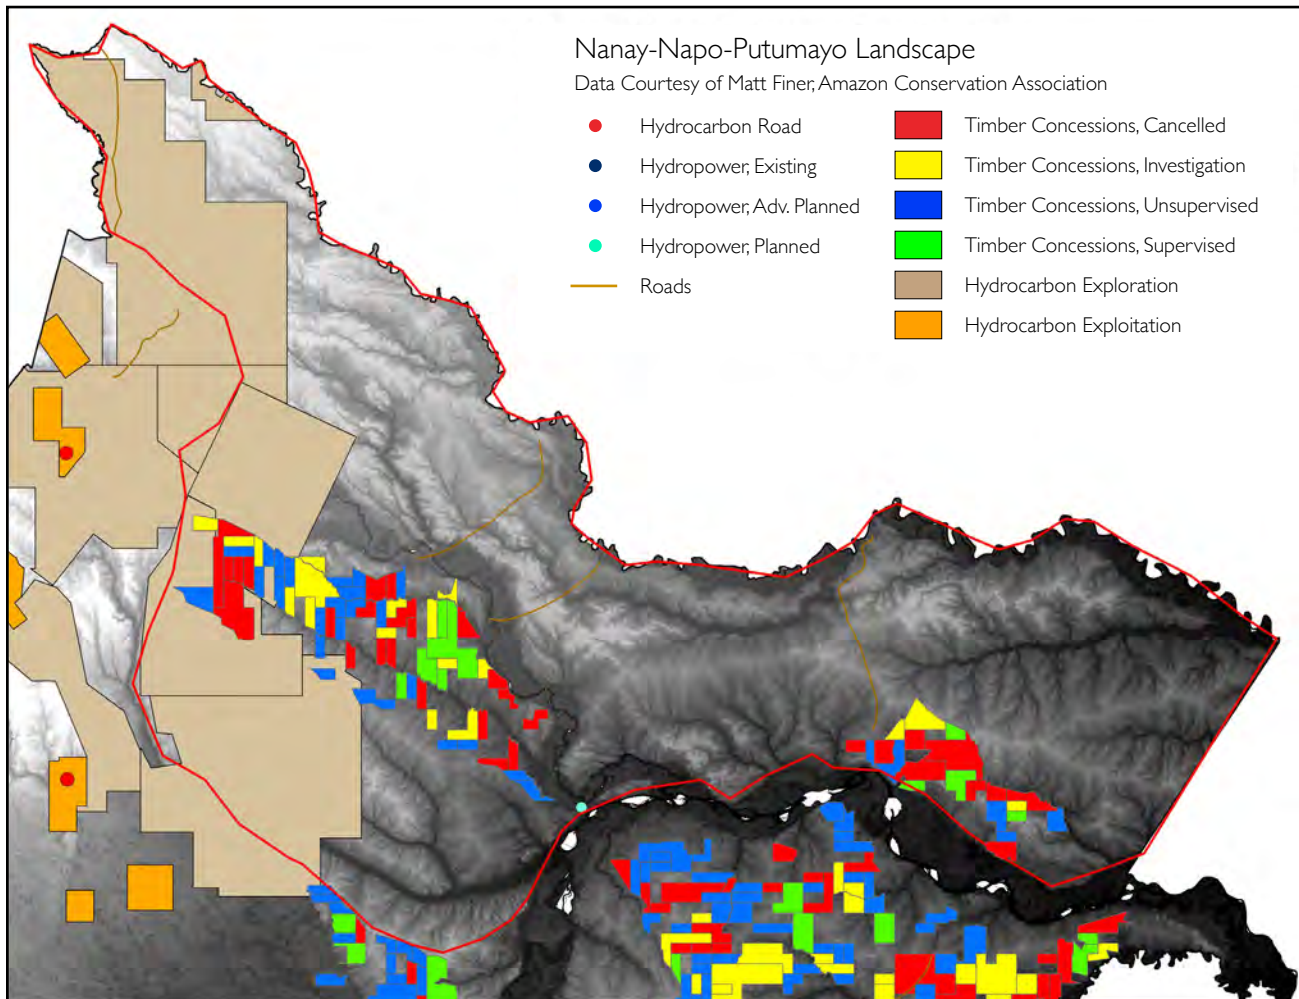 Nanay-Napo-Putumayo Landscape
Data Courtesy of Matt Finer, Amazon Conservation Association
Hydrocarbon Road
Hydropower, Existing
Hydropower, Adv. Planned
Hydropower, Planned
Roads
Timber Concessions, Cancelled
Timber Concessions, Investigation
Timber Concessions, Unsupervised
Timber Concessions, Supervised
Hydrocarbon Exploration
Hydrocarbon Exploitation